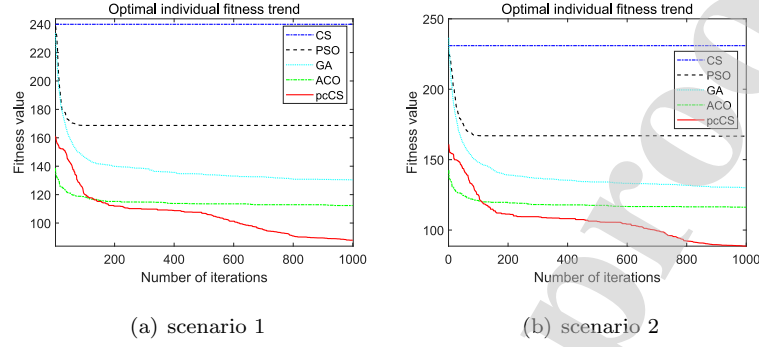 Optimal individual fitness trend
240
220
200
180
160
140
120
100
Fitness value
CS
PSO
GA
ACO
pcCS
200 400 600 800 1000
Number of iterations
(a) scenario 1
Optimal individual fitness trend
250
200
150
100
Fitness value
CS
PSO
GA
ACO
pcCS
0 200 400 600 800 1000
Number of iterations
(b) scenario 2
pro